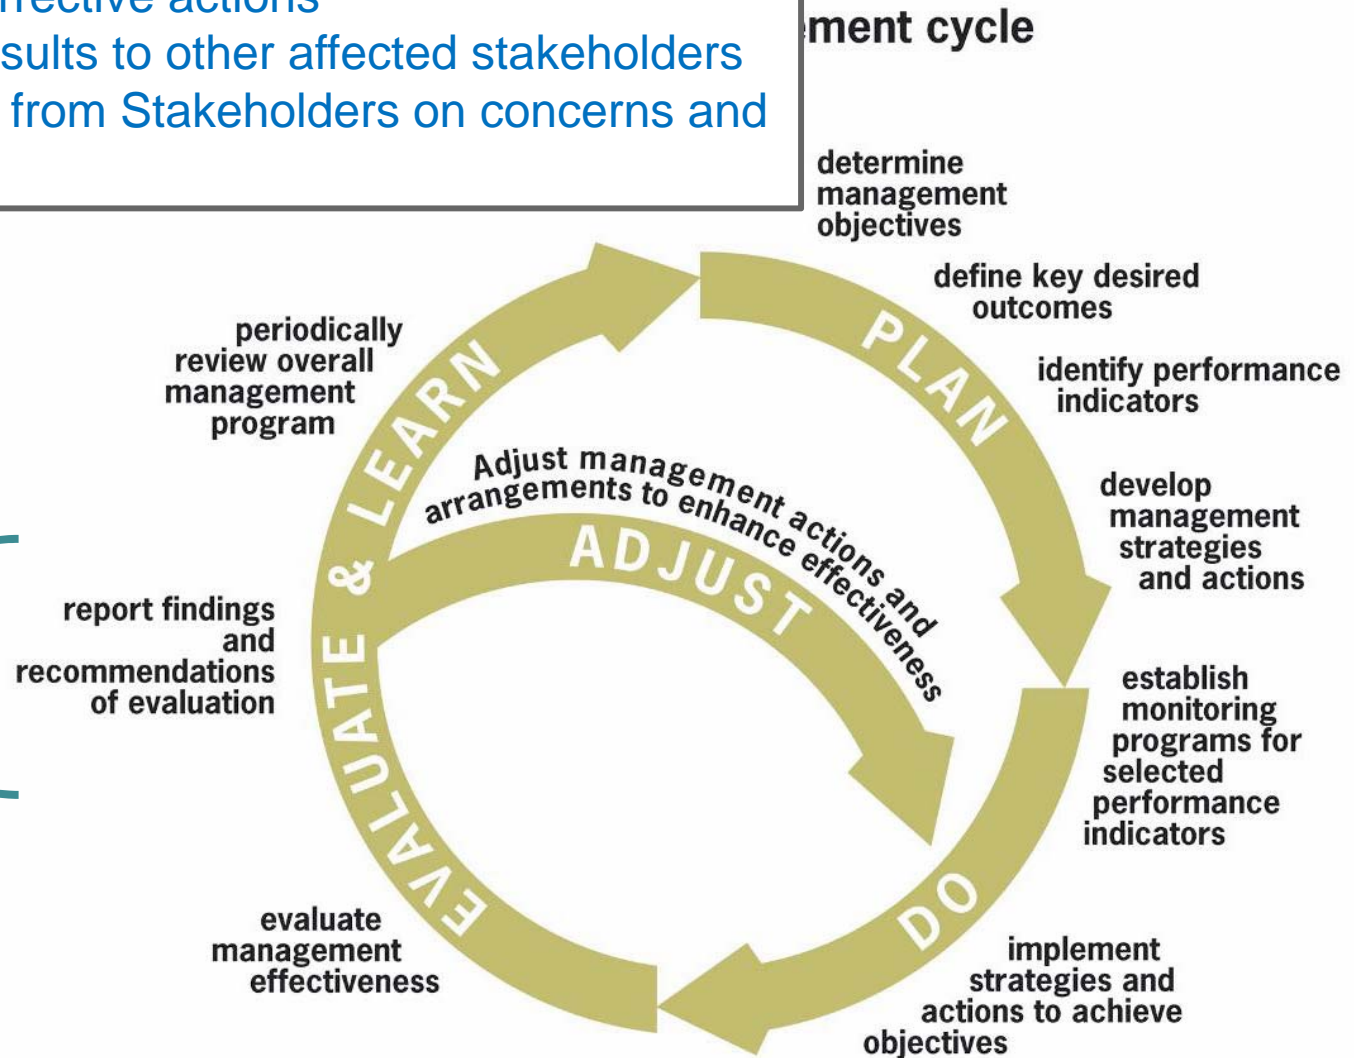 sults to other affected stakeholders
from Stakeholders on concerns and
ment cycle
determine
management
objectives
define key desired
outcomes
identify performance
indicators
develop
management
strategies
and actions
establish
monitoring
programs for
selected
performance
indicators
implement
strategies and
actions to achieve
objectives
evaluate
management
effectiveness
report findings
and
recommendations
of evaluation
periodically
review overall
management
program
PLAN
DO
EVALUATE & LEARN
Adjust management actions and
arrangements to enhance effectiveness
ADJUST